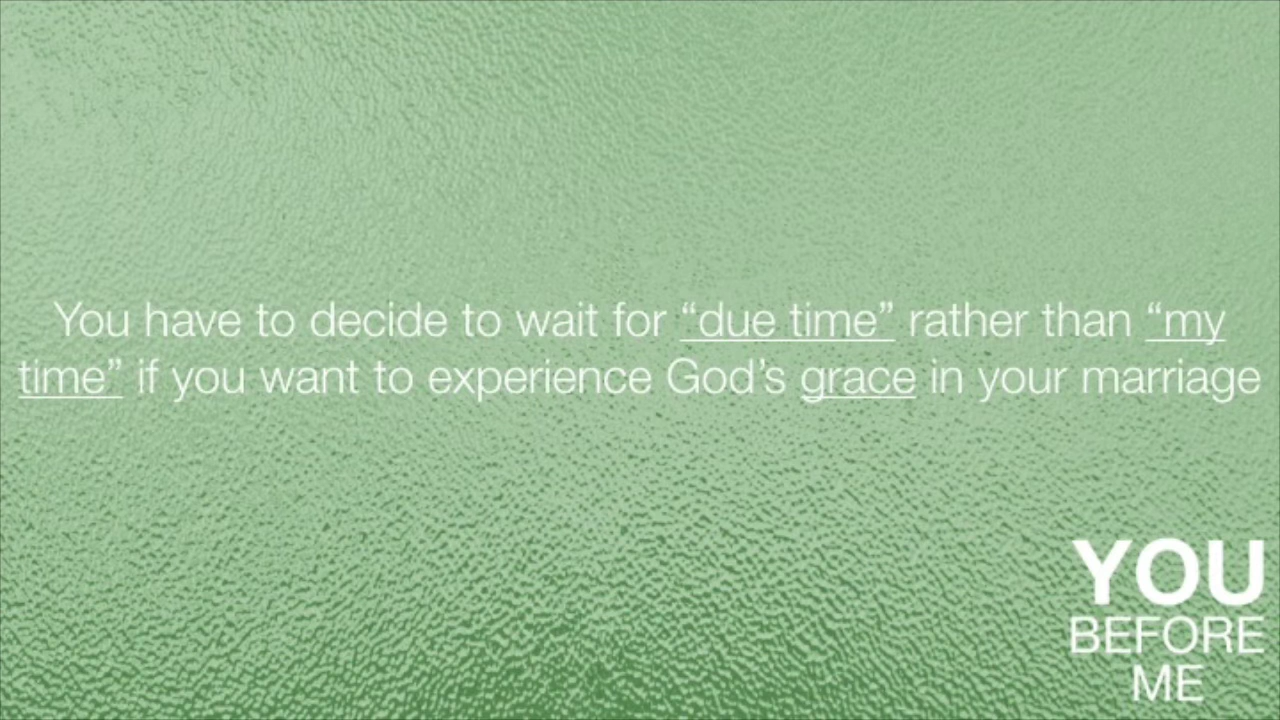 You have to decide to wait for “due time” rather than “my
time” if you want to experience God’s grace in your marriage
YOU
BEFORE
ME